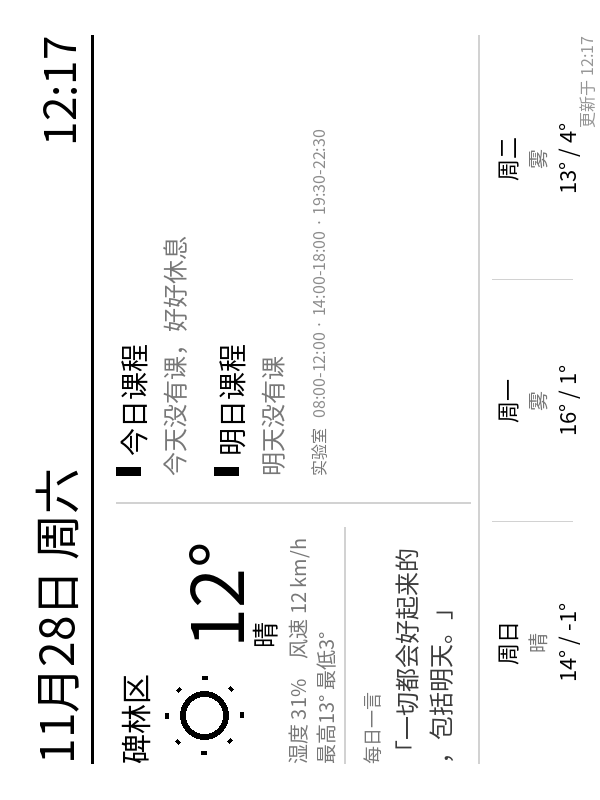 11月28日 周六
12:17
碑林区
12°
晴
湿度 31%　风速 12 km/h
最高13° 最低3°
每日一言
「一切都会好起来的
，包括明天。」
今日课程
今天没有课，好好休息
明日课程
明天没有课
实验室  08:00-12:00 · 14:00-18:00 · 19:30-22:30
周日
晴
14° / -1°
周一
雾
16° / 1°
周二
雾
13° / 4°
更新于 12:17